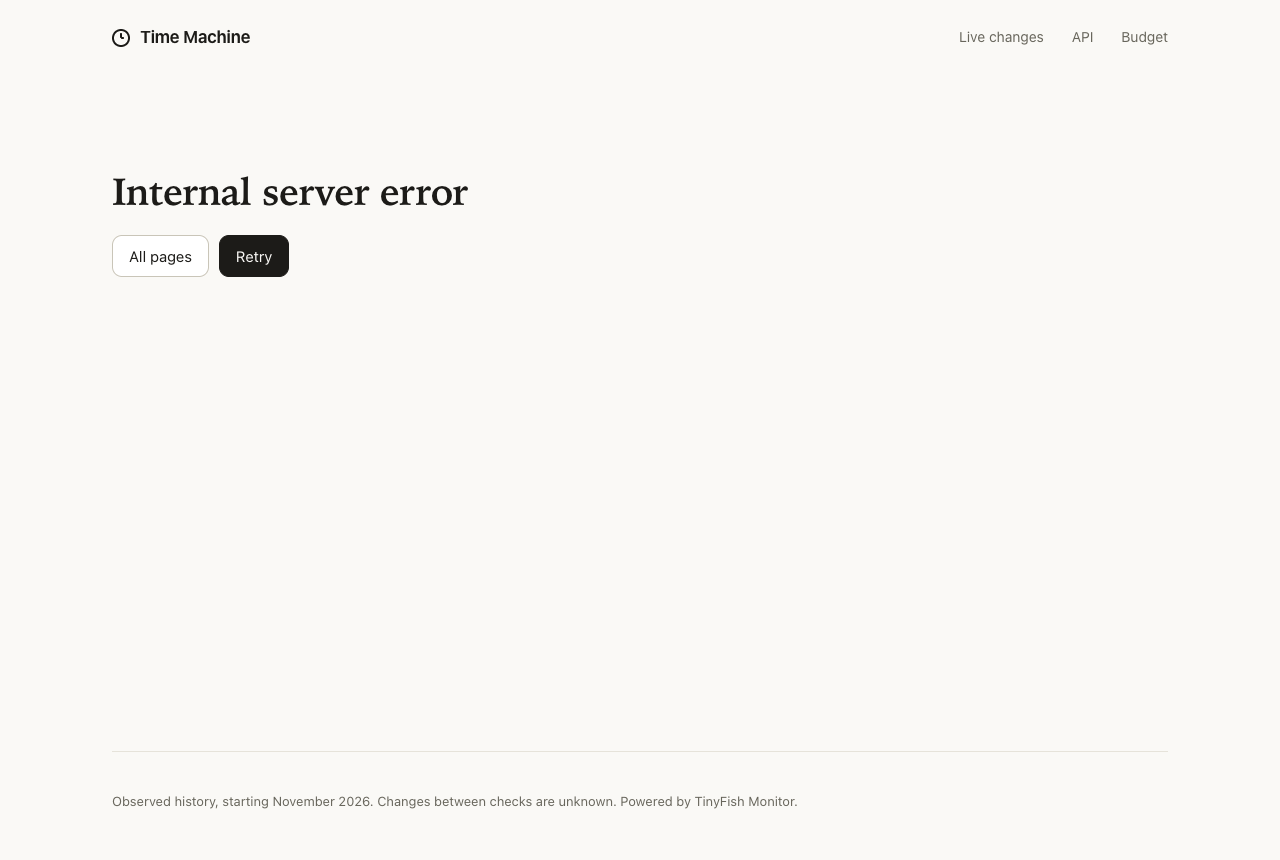 Time Machine
Live changes
API
Budget
Internal server error
All pages
Retry
Observed history, starting November 2026. Changes between checks are unknown. Powered by TinyFish Monitor.